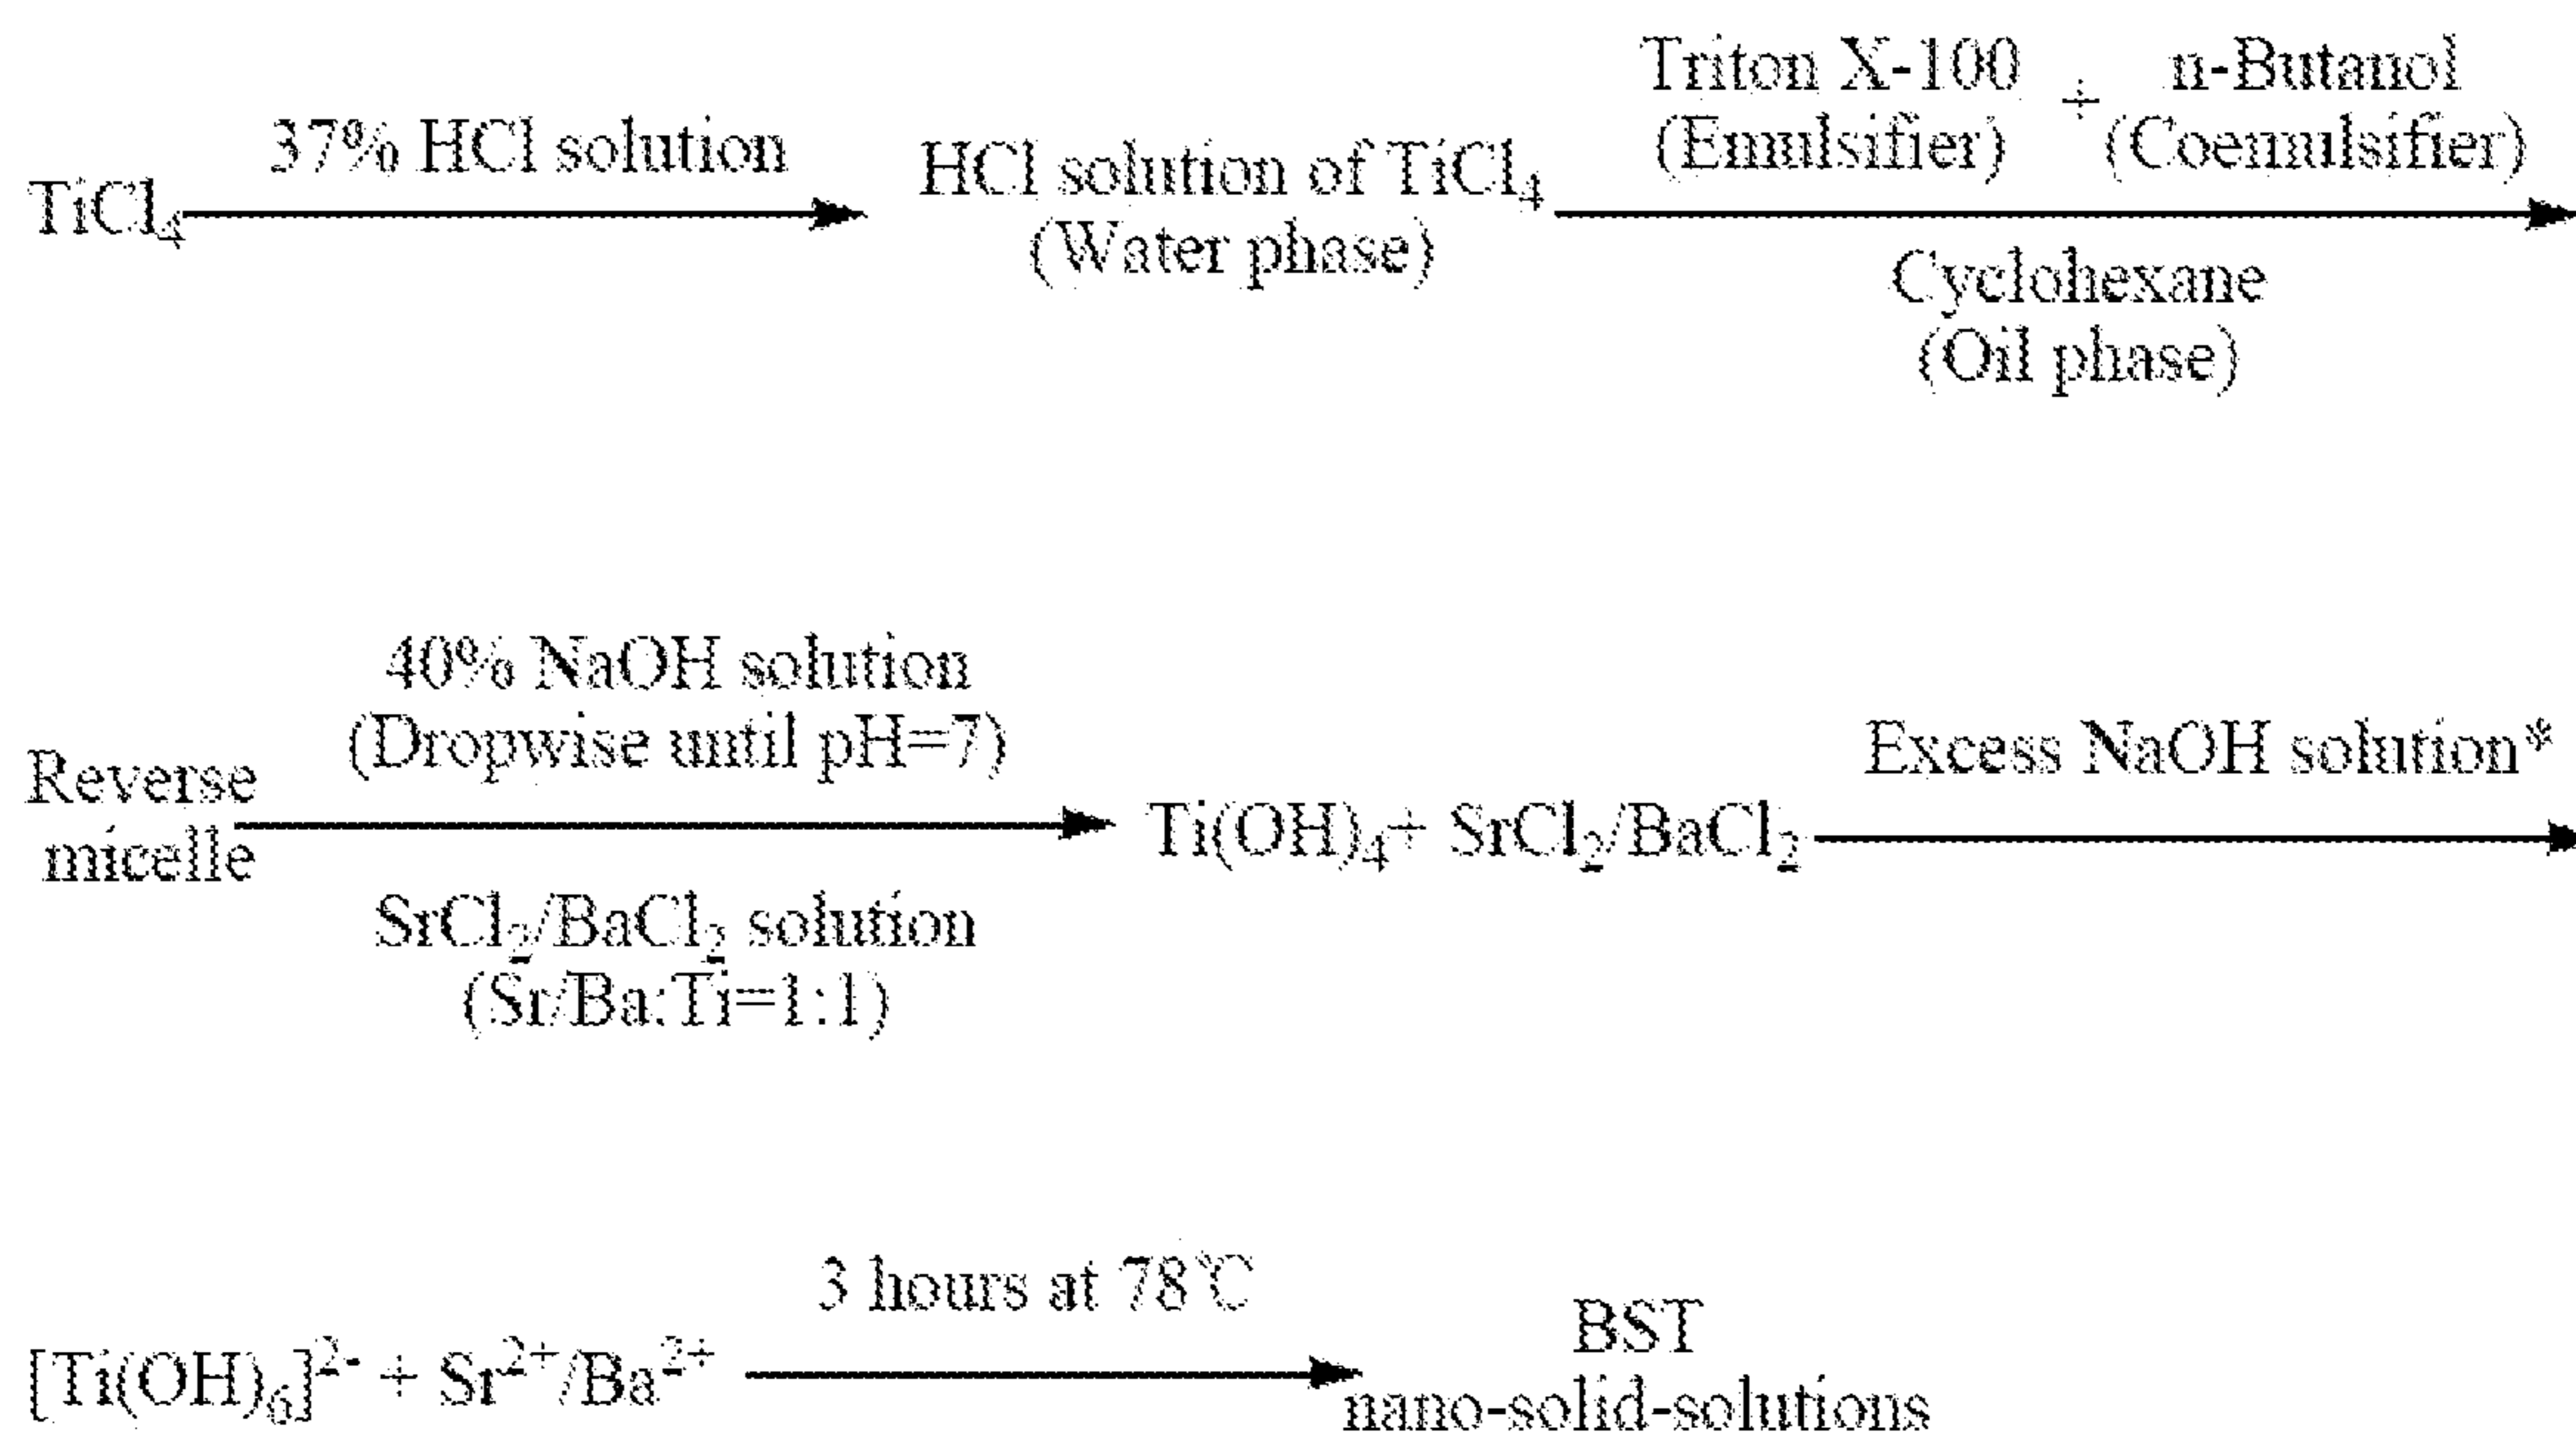 TiCl₄ 37% HCl solution HCl solution of TiCl₄ Triton X-100 + n-Butanol
(Water phase) (Emulsifier) (Coemulsifier)
Cyclohexane
(Oil phase)
40% NaOH solution
(Dropwise until pH=7)
Reverse
micelle
SrCl₂/BaCl₂ solution
(Sr/Ba:Ti=1:1)
Ti(OH)₄+ SrCl₂/BaCl₂
Excess NaOH solution*
[Ti(OH)₆]²⁻ + Sr²⁺/Ba²⁺
3 hours at 78℃
BST
nano-solid-solutions